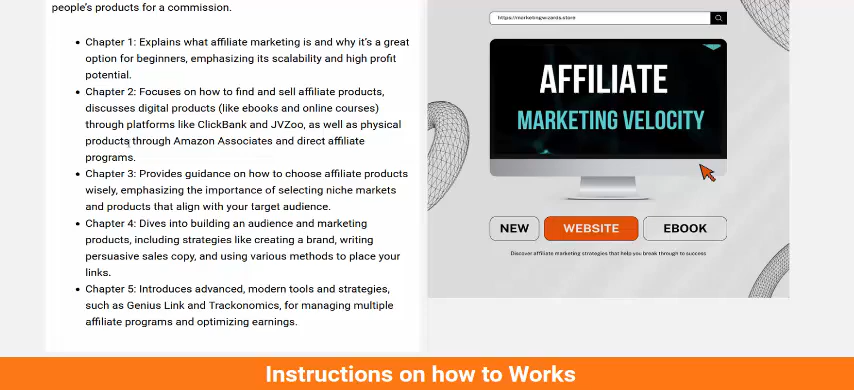 people's products for a commission.
• Chapter 1: Explains what affiliate marketing is and why it's a great
option for beginners, emphasizing its scalability and high profit
potential.
• Chapter 2: Focuses on how to find and sell affiliate products,
discusses digital products (like ebooks and online courses)
through platforms like ClickBank and JVZoo, as well as physical
products through Amazon Associates and direct affiliate
programs.
• Chapter 3: Provides guidance on how to choose affiliate products
wisely, emphasizing the importance of selecting niche markets
and products that align with your target audience.
• Chapter 4: Dives into building an audience and marketing
products, including strategies like creating a brand, writing
persuasive sales copy, and using various methods to place your
links.
• Chapter 5: Introduces advanced, modern tools and strategies,
such as Genius Link and Trackonomics, for managing multiple
affiliate programs and optimizing earnings.
https://marketingwizards.store
AFFILIATE
MARKETING VELOCITY
NEW
WEBSITE
EBOOK
Discover affiliate marketing strategies that help you break through to success
Instructions on how to Works